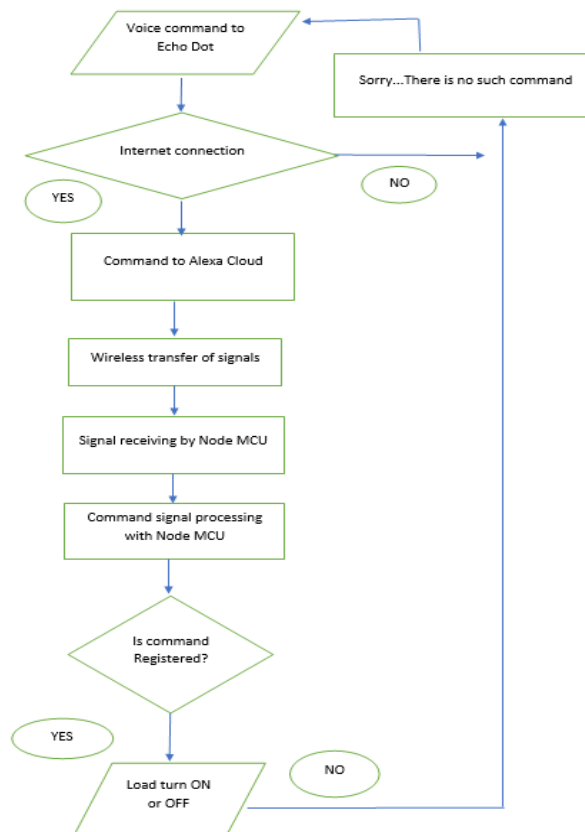 Voice command to
Echo Dot
Sorry...There is no such command
Internet connection
NO
YES
Command to Alexa Cloud
Wireless transfer of signals
Signal receiving by Node MCU
Command signal processing
with Node MCU
Is command
Registered?
YES
NO
Load turn ON
or OFF